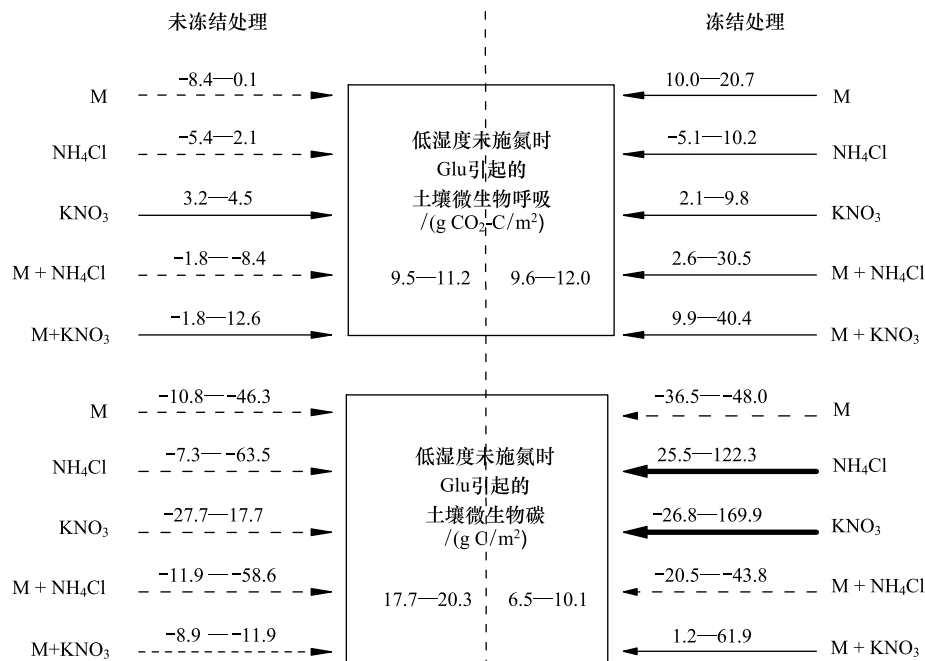 未冻结处理 冻结处理
M -8.4—0.1 10.0—20.7 M
NH₄Cl -5.4—2.1 -5.1—10.2 NH₄Cl
KNO₃ 3.2—4.5 2.1—9.8 KNO₃
M + NH₄Cl -1.8—-8.4 2.6—30.5 M + NH₄Cl
M+KNO₃ -1.8—12.6 9.9—40.4 M + KNO₃
低湿度未施氮时
Glu引起的
土壤微生物呼吸
/(g CO₂-C/m²)
9.5—11.2 9.6—12.0
M -10.8—-46.3 -36.5—-48.0 M
NH₄Cl -7.3—-63.5 25.5—122.3 NH₄Cl
KNO₃ -27.7—17.7 -26.8—169.9 KNO₃
M + NH₄Cl -11.9—-58.6 -20.5—-43.8 M + NH₄Cl
M+KNO₃ -8.9—-11.9 1.2—61.9 M + KNO₃
低湿度未施氮时
Glu引起的
土壤微生物碳
/(g C/m²)
17.7—20.3 6.5—10.1